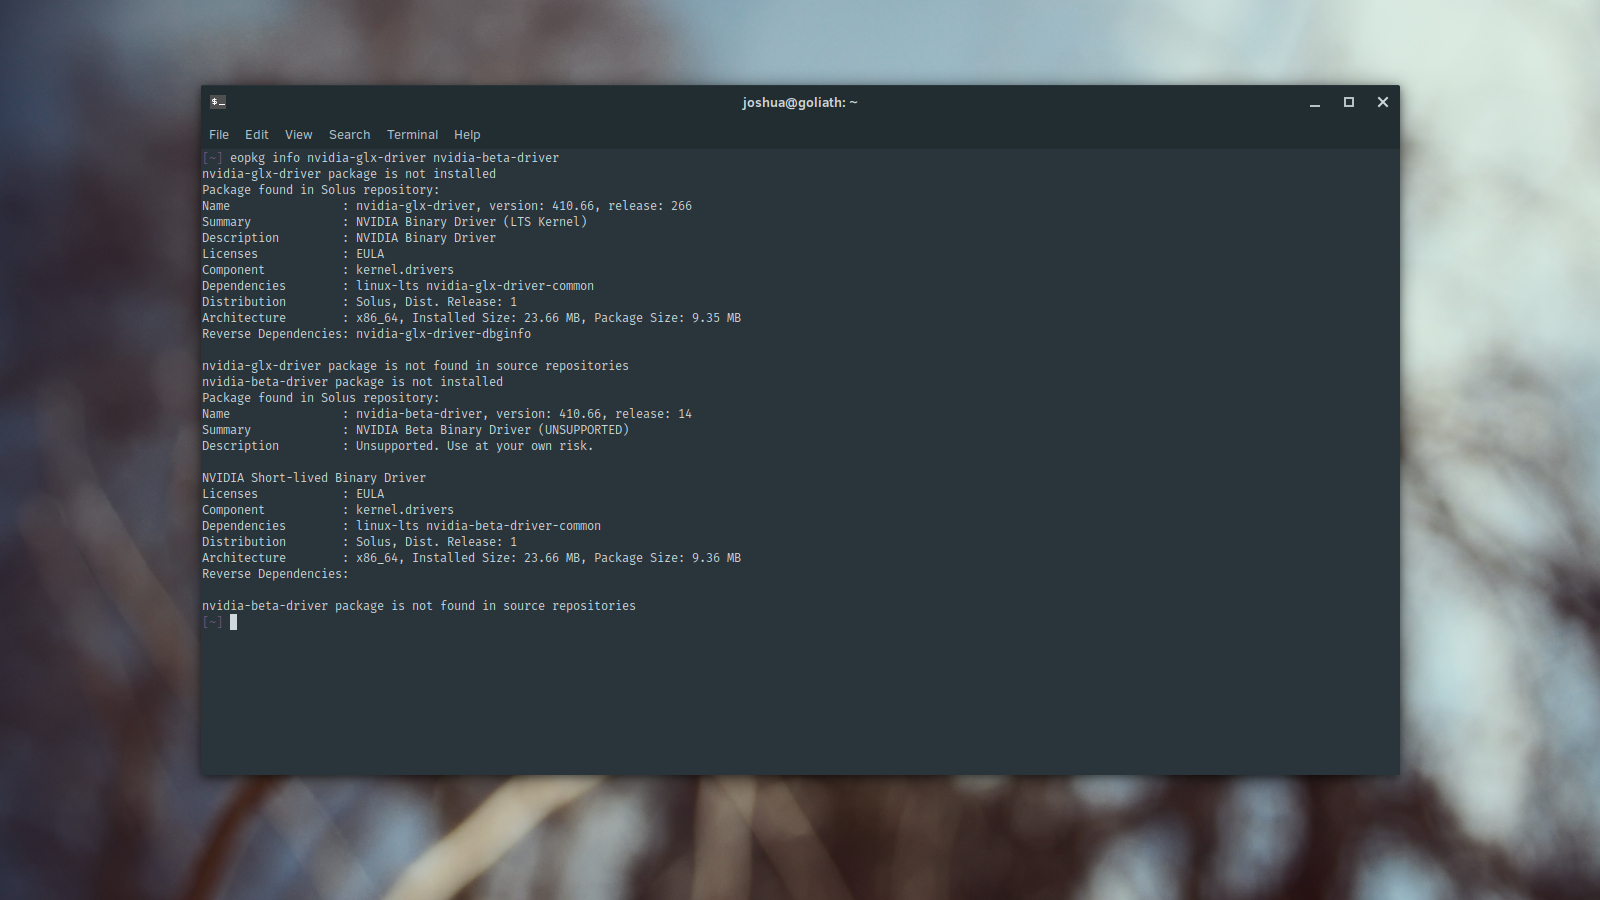 $_
joshua@goliath: ~
File Edit View Search Terminal Help
[~] eopkg info nvidia-glx-driver nvidia-beta-driver
nvidia-glx-driver package is not installed
Package found in Solus repository:
Name                : nvidia-glx-driver, version: 410.66, release: 266
Summary             : NVIDIA Binary Driver (LTS Kernel)
Description         : NVIDIA Binary Driver
Licenses            : EULA
Component           : kernel.drivers
Dependencies        : linux-lts nvidia-glx-driver-common
Distribution        : Solus, Dist. Release: 1
Architecture        : x86_64, Installed Size: 23.66 MB, Package Size: 9.35 MB
Reverse Dependencies: nvidia-glx-driver-dbginfo

nvidia-glx-driver package is not found in source repositories
nvidia-beta-driver package is not installed
Package found in Solus repository:
Name                : nvidia-beta-driver, version: 410.66, release: 14
Summary             : NVIDIA Beta Binary Driver (UNSUPPORTED)
Description         : Unsupported. Use at your own risk.

NVIDIA Short-lived Binary Driver
Licenses            : EULA
Component           : kernel.drivers
Dependencies        : linux-lts nvidia-beta-driver-common
Distribution        : Solus, Dist. Release: 1
Architecture        : x86_64, Installed Size: 23.66 MB, Package Size: 9.36 MB
Reverse Dependencies:

nvidia-beta-driver package is not found in source repositories
[~]